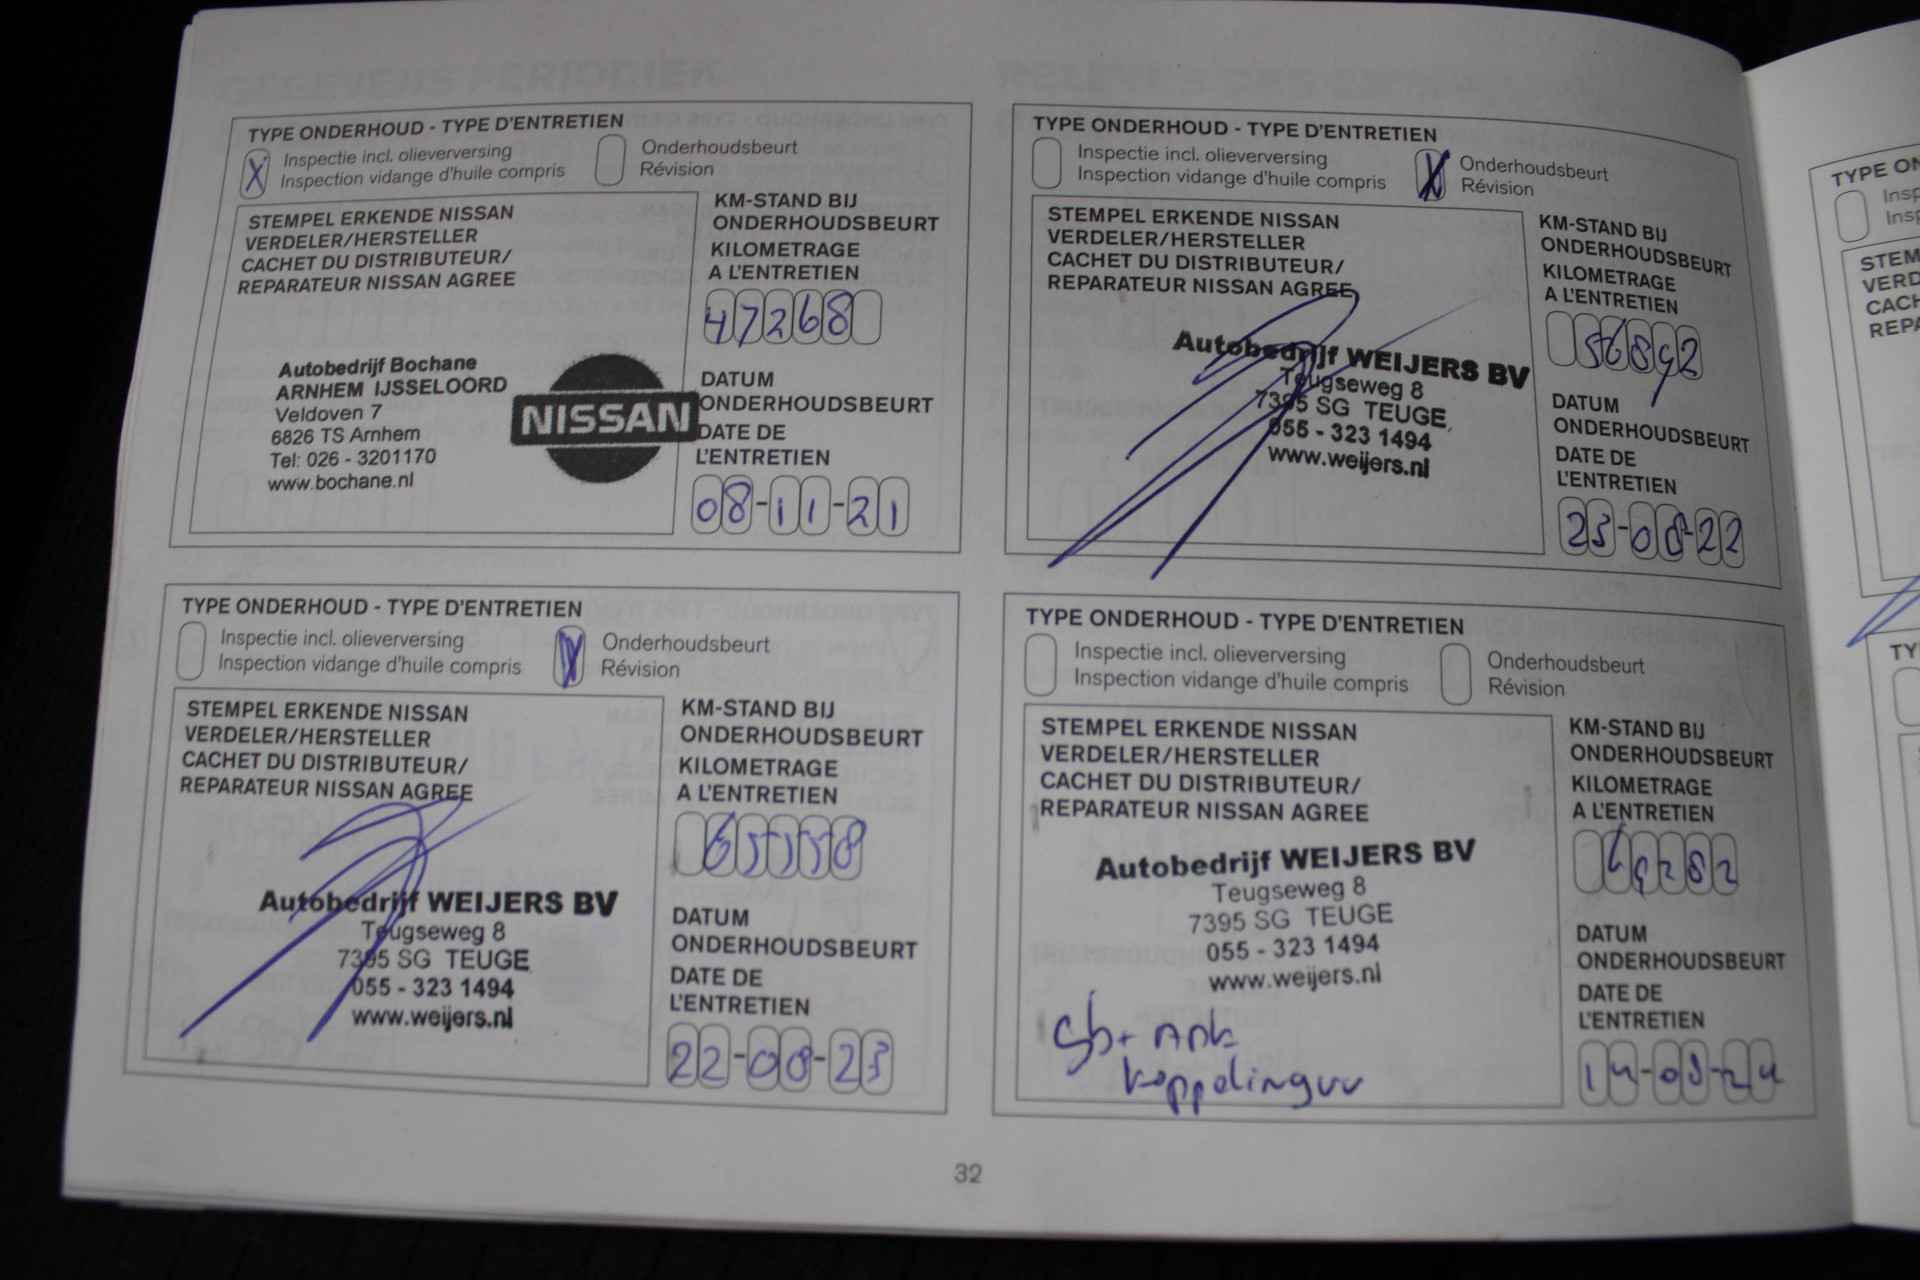 TYPE ONDERHOUD - TYPE D'ENTRETIEN
Inspectie incl. olieverversing
Inspection vidange d'huile compris
Onderhoudsbeurt
Révision
STEMPEL ERKENDE NISSAN
VERDELER/HERSTELLER
CACHET DU DISTRIBUTEUR/
REPARATEUR NISSAN AGREE
KM-STAND BIJ
ONDERHOUDSBEURT
KILOMETRAGE
A L'ENTRETIEN
47268
Autobedrijf Bochane
ARNHEM IJSSELOORD
Veldoven 7
6826 TS Arnhem
Tel: 026 - 3201170
www.bochane.nl
NISSAN
DATUM
ONDERHOUDSBEURT
DATE DE
L'ENTRETIEN
08-11-21
TYPE ONDERHOUD - TYPE D'ENTRETIEN
Inspectie incl. olieverversing
Inspection vidange d'huile compris
Onderhoudsbeurt
Révision
STEMPEL ERKENDE NISSAN
VERDELER/HERSTELLER
CACHET DU DISTRIBUTEUR/
REPARATEUR NISSAN AGREE
KM-STAND BIJ
ONDERHOUDSBEURT
KILOMETRAGE
A L'ENTRETIEN
56892
Autobedrijf WEIJERS BV
Teugseweg 8
7395 SG TEUGE
055 - 323 1494
www.weijers.nl
DATUM
ONDERHOUDSBEURT
DATE DE
L'ENTRETIEN
23-08-22
TYPE ONDERHOUD - TYPE D'ENTRETIEN
Inspectie incl. olieverversing
Inspection vidange d'huile compris
Onderhoudsbeurt
Révision
STEMPEL ERKENDE NISSAN
VERDELER/HERSTELLER
CACHET DU DISTRIBUTEUR/
REPARATEUR NISSAN AGREE
KM-STAND BIJ
ONDERHOUDSBEURT
KILOMETRAGE
A L'ENTRETIEN
65558
Autobedrijf WEIJERS BV
Teugseweg 8
7395 SG TEUGE
055 - 323 1494
www.weijers.nl
DATUM
ONDERHOUDSBEURT
DATE DE
L'ENTRETIEN
22-08-23
TYPE ONDERHOUD - TYPE D'ENTRETIEN
Inspectie incl. olieverversing
Inspection vidange d'huile compris
Onderhoudsbeurt
Révision
STEMPEL ERKENDE NISSAN
VERDELER/HERSTELLER
CACHET DU DISTRIBUTEUR/
REPARATEUR NISSAN AGREE
KM-STAND BIJ
ONDERHOUDSBEURT
KILOMETRAGE
A L'ENTRETIEN
69282
Autobedrijf WEIJERS BV
Teugseweg 8
7395 SG TEUGE
055 - 323 1494
www.weijers.nl
DATUM
ONDERHOUDSBEURT
DATE DE
L'ENTRETIEN
14-08-24
32
TYPE ON
Insp
Insp
STEM
VERD
CACH
REPA
TY